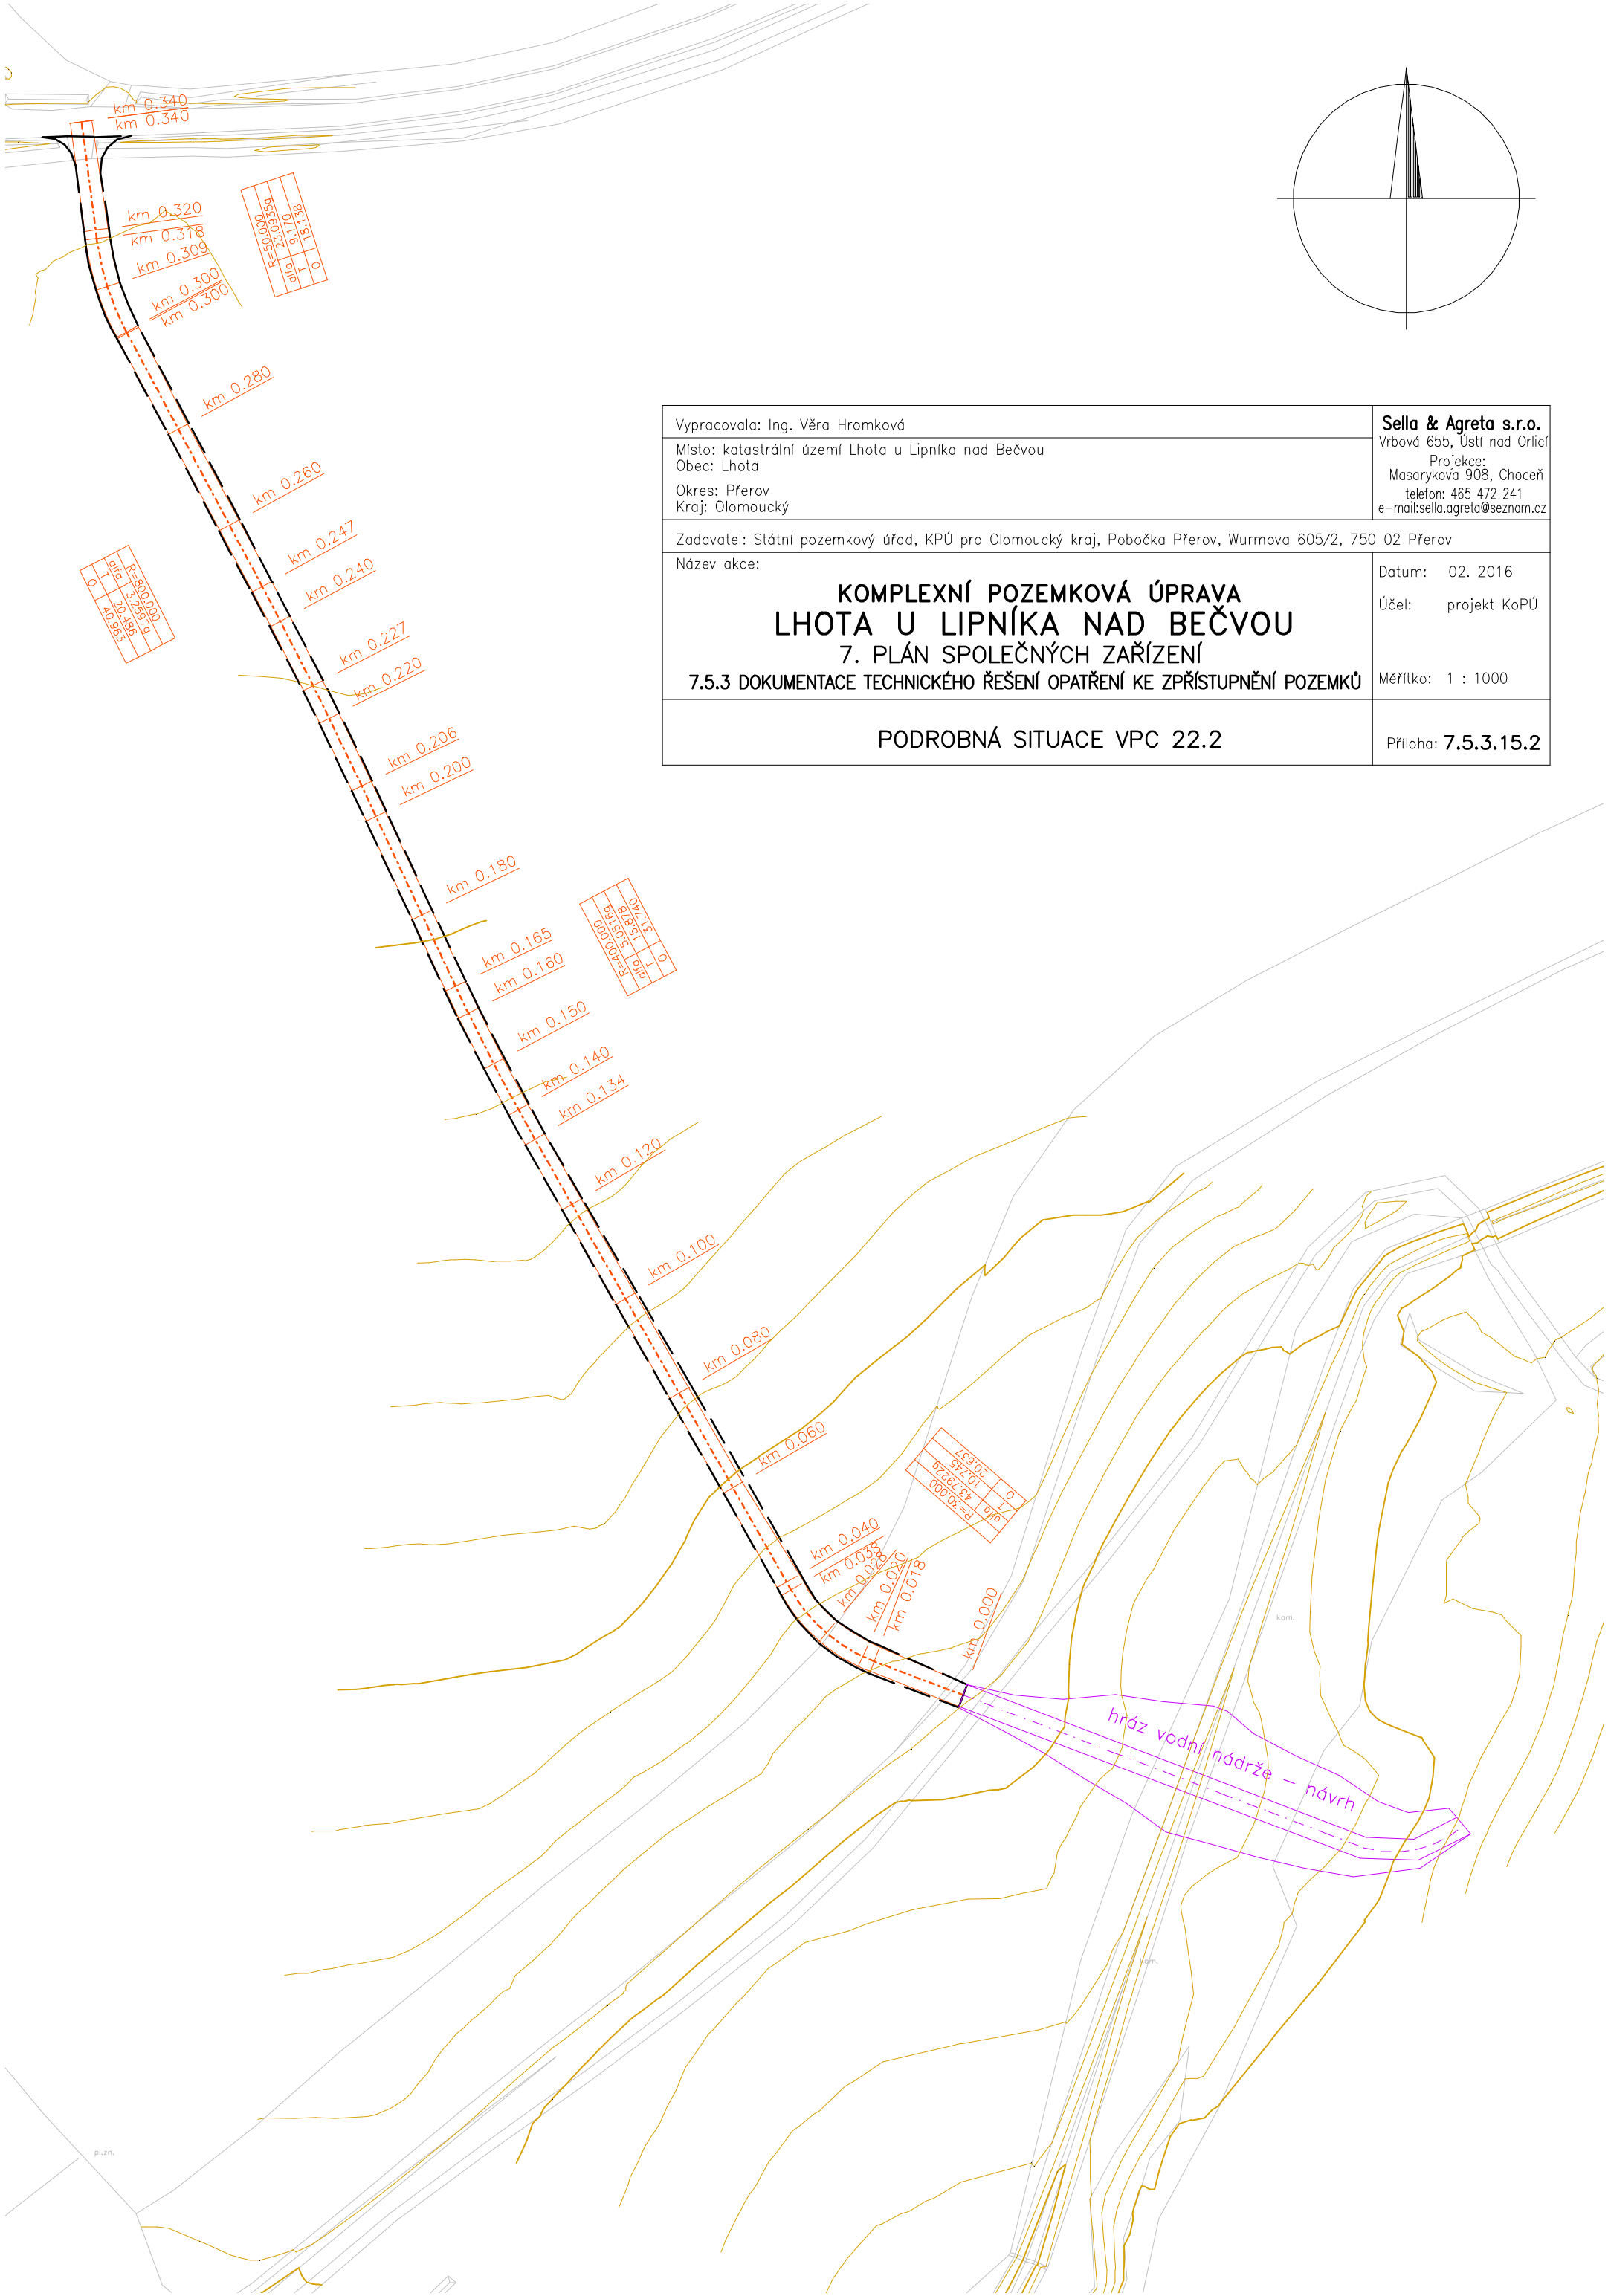 km 0.340
km 0.340
km 0.320
km 0.318
km 0.309
km 0.300
km 0.300
R=50.000
alfa 23.0935g
T 9.170
O 18.138
km 0.280
km 0.260
km 0.247
km 0.240
km 0.227
km 0.220
R=800.000
alfa 3.2597g
T 20.486
O 40.963
km 0.206
km 0.200
km 0.180
km 0.165
km 0.160
R=400.000
alfa 5.0516g
T 15.878
O 31.740
km 0.150
km 0.140
km 0.134
km 0.120
km 0.100
km 0.080
km 0.060
km 0.040
km 0.038
km 0.028
km 0.020
km 0.018
km 0.000
R=30.000
alfa 43.7922g
T 10.745
O 20.637
Vypracovala: Ing. Věra Hromková
Místo: katastrální území Lhota u Lipníka nad Bečvou
Obec: Lhota
Okres: Přerov
Kraj: Olomoucký
Sella & Agreta s.r.o.
Vrbová 655, Ústí nad Orlicí
Projekce:
Masarykova 908, Choceň
telefon: 465 472 241
e-mail:sella.agreta@seznam.cz
Zadavatel: Státní pozemkový úřad, KPÚ pro Olomoucký kraj, Pobočka Přerov, Wurmova 605/2, 750 02 Přerov
Název akce:
KOMPLEXNÍ POZEMKOVÁ ÚPRAVA
LHOTA U LIPNÍKA NAD BEČVOU
7. PLÁN SPOLEČNÝCH ZAŘÍZENÍ
7.5.3 DOKUMENTACE TECHNICKÉHO ŘEŠENÍ OPATŘENÍ KE ZPŘÍSTUPNĚNÍ POZEMKŮ
Datum: 02. 2016
Účel: projekt KoPÚ
Měřítko: 1 : 1000
PODROBNÁ SITUACE VPC 22.2
Příloha: 7.5.3.15.2
hráz vodní nádrže – návrh
kam.
kam.
pl.zn.